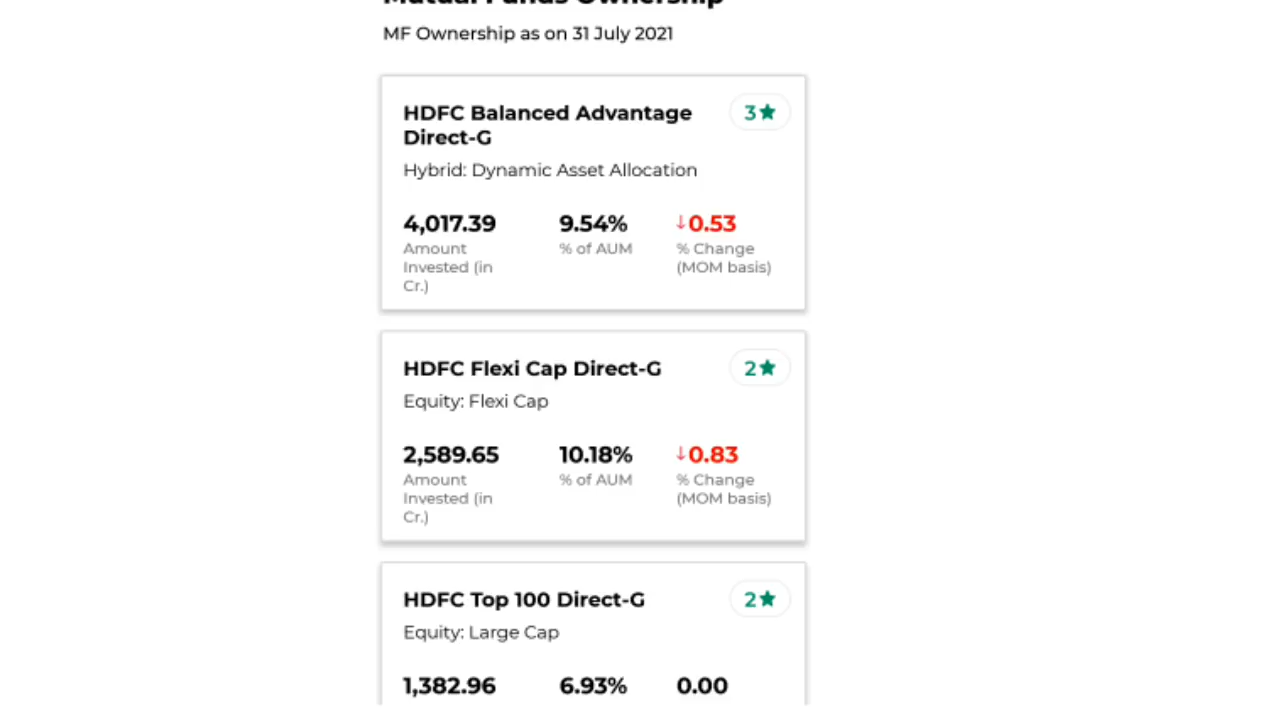 Mutual Funds Ownership
MF Ownership as on 31 July 2021
HDFC Balanced Advantage
Direct-G
3★
Hybrid: Dynamic Asset Allocation
4,017.39
Amount
Invested (in
Cr.)
9.54%
% of AUM
↓0.53
% Change
(MOM basis)
HDFC Flexi Cap Direct-G
2★
Equity: Flexi Cap
2,589.65
Amount
Invested (in
Cr.)
10.18%
% of AUM
↓0.83
% Change
(MOM basis)
HDFC Top 100 Direct-G
2★
Equity: Large Cap
1,382.96
6.93%
0.00